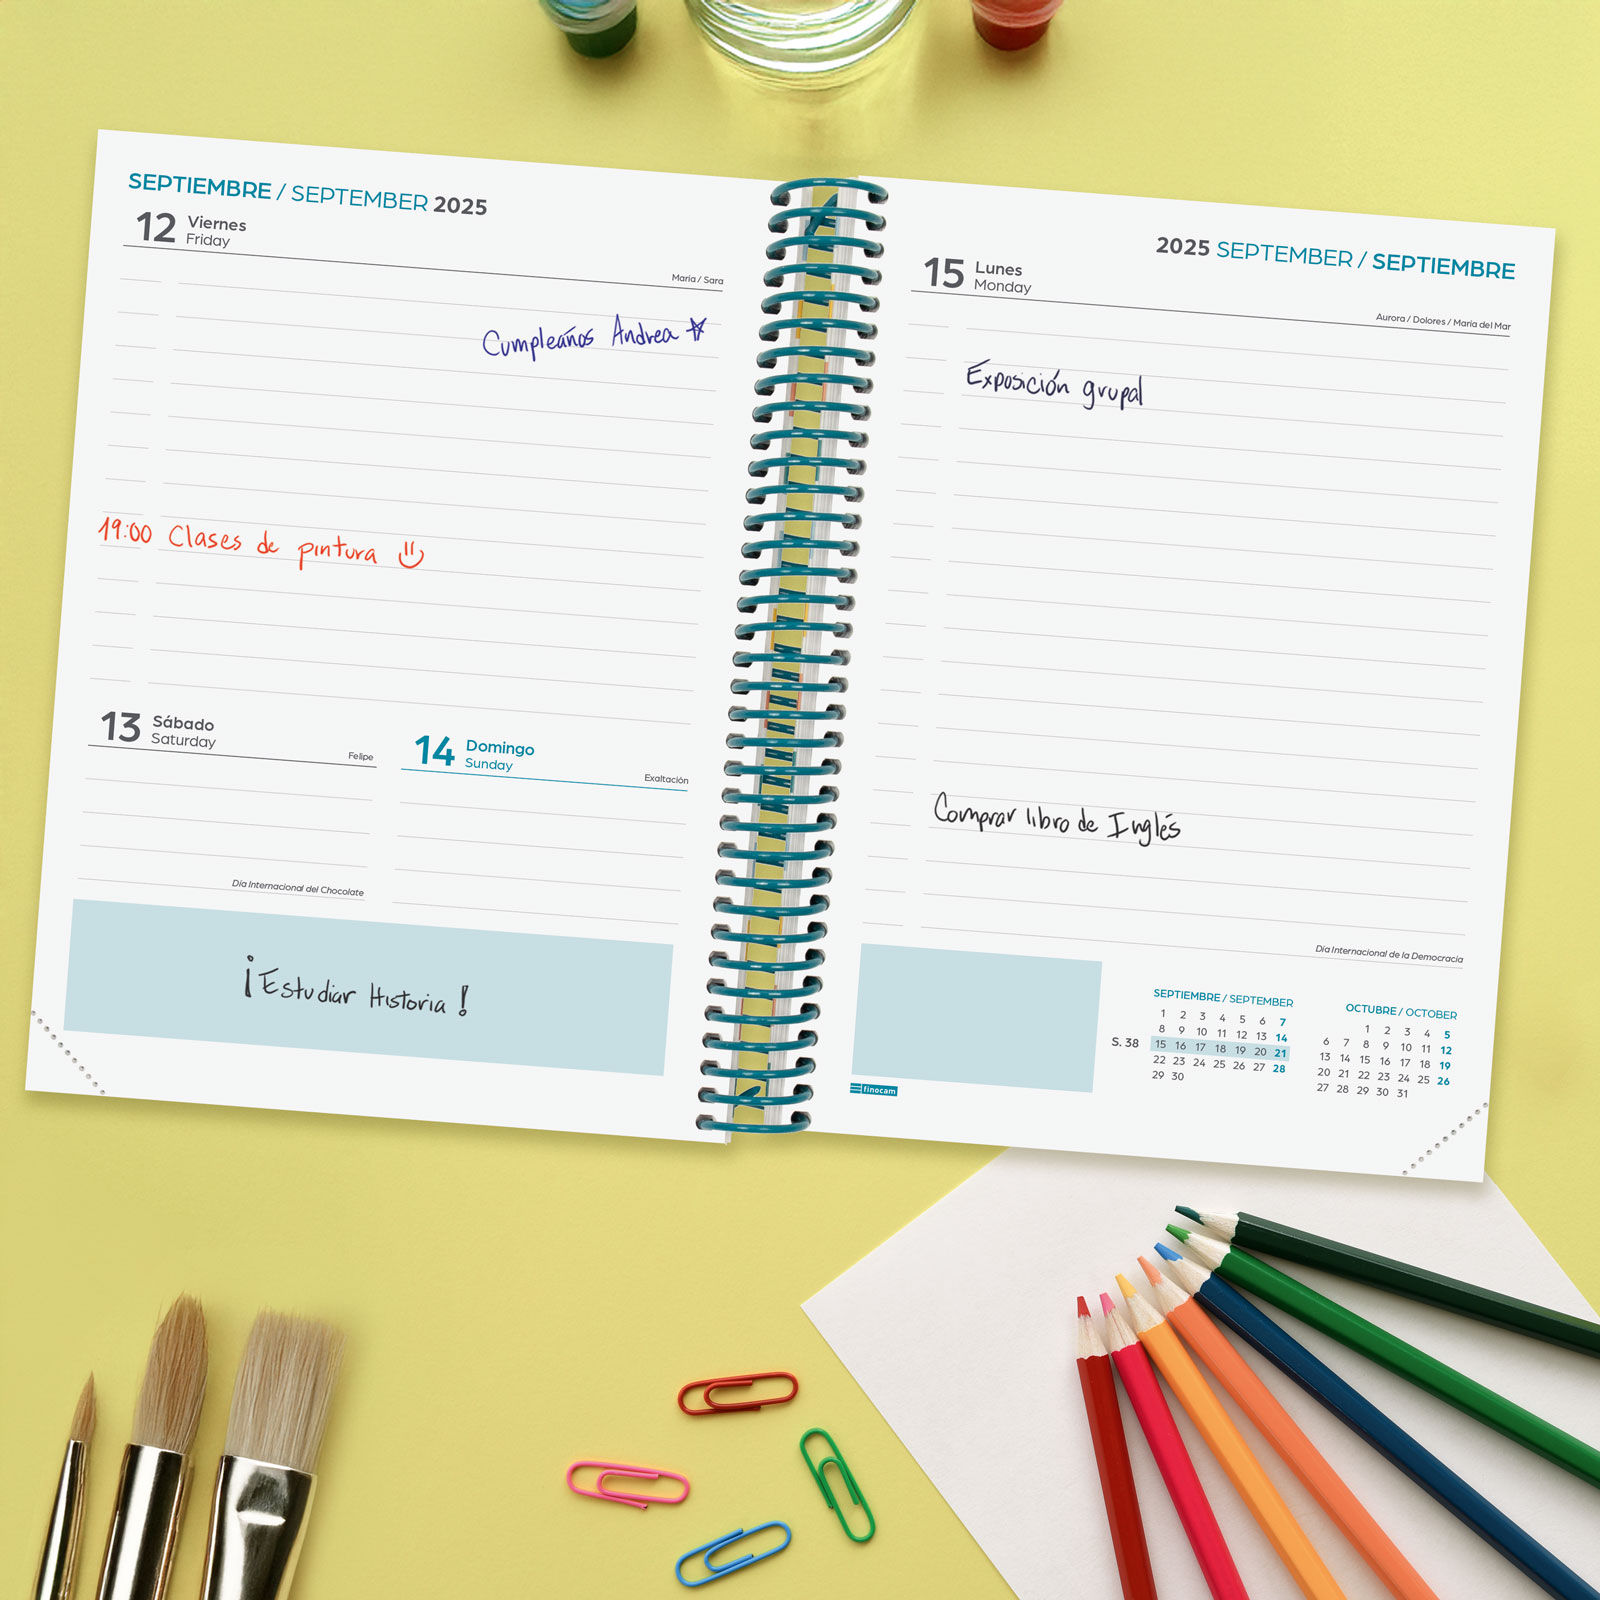 SEPTIEMBRE / SEPTEMBER 2025
12 Viernes
Friday
Maria / Sara
Cumpleaños Andrea
19:00 Clases de pintura
13 Sábado
Saturday
Felipe
14 Domingo
Sunday
Exaltación
Día Internacional del Chocolate
¡Estudiar Historia!
2025 SEPTEMBER / SEPTIEMBRE
15 Lunes
Monday
Aurora / Dolores / María del Mar
Exposición grupal
Comprar libro de Inglés
Día Internacional de la Democracia
finocam
SEPTIEMBRE / SEPTEMBER
1 2 3 4 5 6 7
8 9 10 11 12 13 14
S. 38 15 16 17 18 19 20 21
22 23 24 25 26 27 28
29 30
OCTUBRE / OCTOBER
1 2 3 4 5
6 7 8 9 10 11 12
13 14 15 16 17 18 19
20 21 22 23 24 25 26
27 28 29 30 31